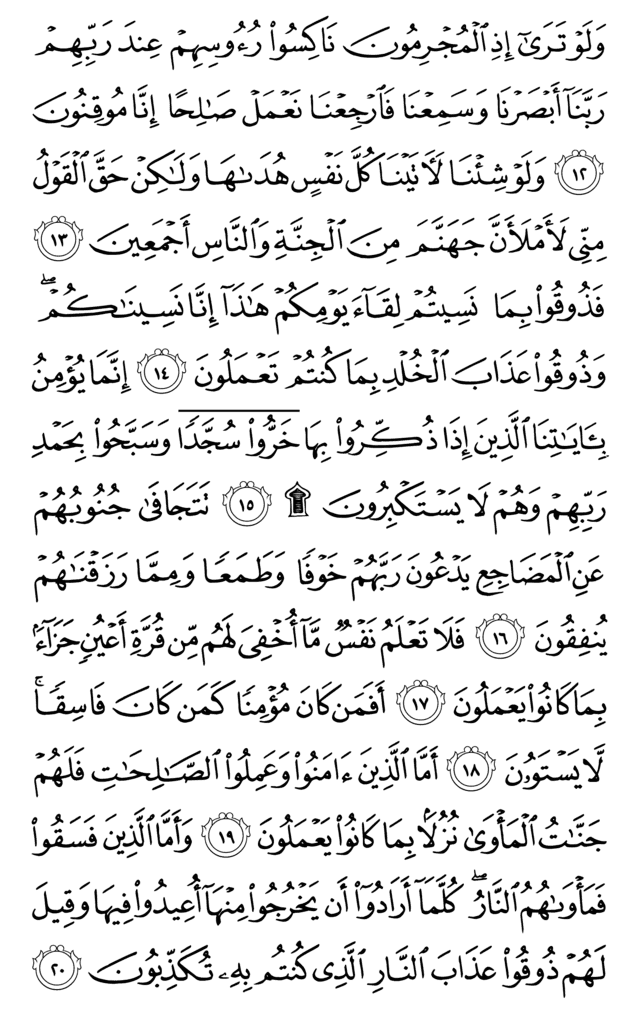 وَلَوْ تَرَىٰٓ إِذِ ٱلْمُجْرِمُونَ نَاكِسُوا۟ رُءُوسِهِمْ عِندَ رَبِّهِمْ
رَبَّنَآ أَبْصَرْنَا وَسَمِعْنَا فَٱرْجِعْنَا نَعْمَلْ صَـٰلِحًا إِنَّا مُوقِنُونَ
١٢ وَلَوْ شِئْنَا لَـَٔاتَيْنَا كُلَّ نَفْسٍ هُدَىٰهَا وَلَـٰكِنْ حَقَّ ٱلْقَوْلُ
مِنِّى لَأَمْلَأَنَّ جَهَنَّمَ مِنَ ٱلْجِنَّةِ وَٱلنَّاسِ أَجْمَعِينَ ١٣
فَذُوقُوا۟ بِمَا نَسِيتُمْ لِقَآءَ يَوْمِكُمْ هَـٰذَآ إِنَّا نَسِينَـٰكُمْ ۖ
وَذُوقُوا۟ عَذَابَ ٱلْخُلْدِ بِمَا كُنتُمْ تَعْمَلُونَ ١٤ إِنَّمَا يُؤْمِنُ
بِـَٔايَـٰتِنَا ٱلَّذِينَ إِذَا ذُكِّرُوا۟ بِهَا خَرُّوا۟ سُجَّدًا وَسَبَّحُوا۟ بِحَمْدِ
رَبِّهِمْ وَهُمْ لَا يَسْتَكْبِرُونَ ۩ ١٥ تَتَجَافَىٰ جُنُوبُهُمْ
عَنِ ٱلْمَضَاجِعِ يَدْعُونَ رَبَّهُمْ خَوْفًا وَطَمَعًا وَمِمَّا رَزَقْنَـٰهُمْ
يُنفِقُونَ ١٦ فَلَا تَعْلَمُ نَفْسٌ مَّآ أُخْفِىَ لَهُم مِّن قُرَّةِ أَعْيُنٍ جَزَآءًۢ
بِمَا كَانُوا۟ يَعْمَلُونَ ١٧ أَفَمَن كَانَ مُؤْمِنًا كَمَن كَانَ فَاسِقًا ۚ
لَّا يَسْتَوُۥنَ ١٨ أَمَّا ٱلَّذِينَ ءَامَنُوا۟ وَعَمِلُوا۟ ٱلصَّـٰلِحَـٰتِ فَلَهُمْ
جَنَّـٰتُ ٱلْمَأْوَىٰ نُزُلًۢا بِمَا كَانُوا۟ يَعْمَلُونَ ١٩ وَأَمَّا ٱلَّذِينَ فَسَقُوا۟
فَمَأْوَىٰهُمُ ٱلنَّارُ ۖ كُلَّمَآ أَرَادُوٓا۟ أَن يَخْرُجُوا۟ مِنْهَآ أُعِيدُوا۟ فِيهَا وَقِيلَ
لَهُمْ ذُوقُوا۟ عَذَابَ ٱلنَّارِ ٱلَّذِى كُنتُم بِهِۦ تُكَذِّبُونَ ٢٠